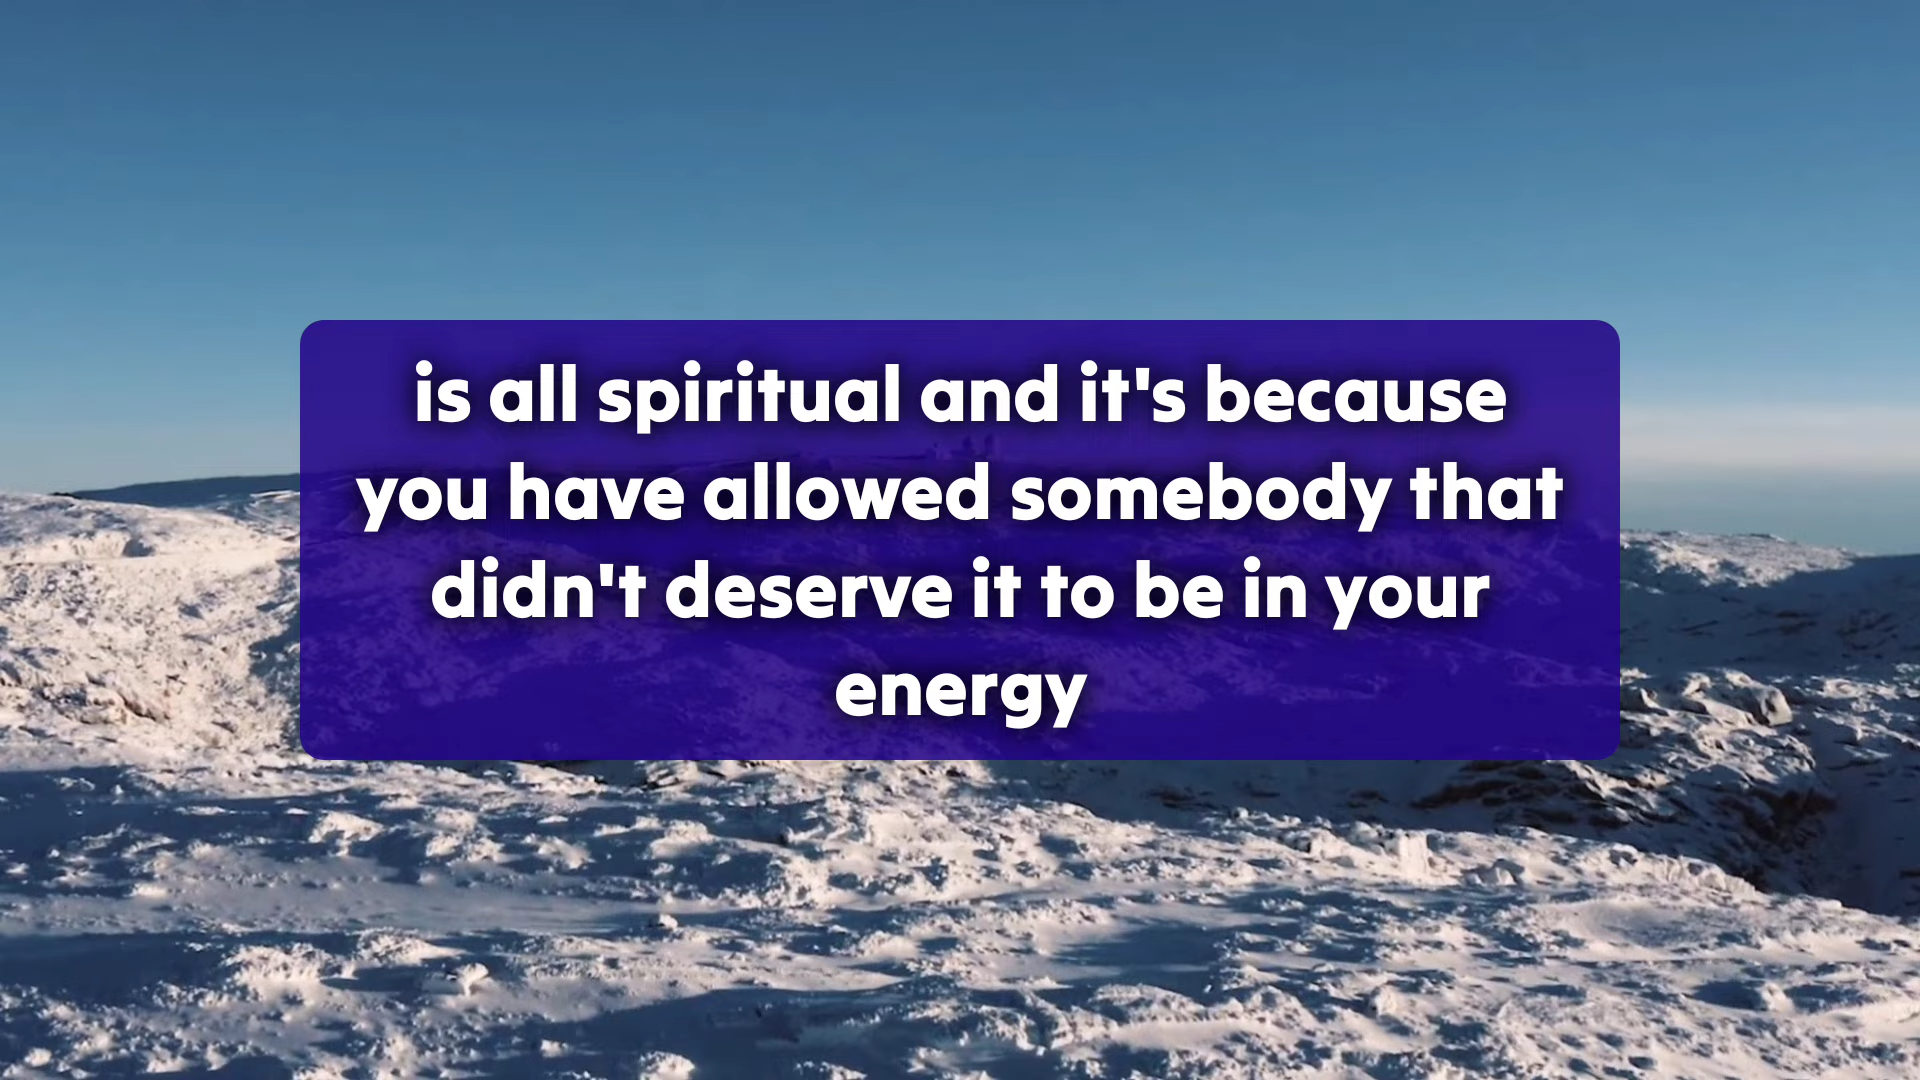 is all spiritual and it's because
you have allowed somebody that
didn't deserve it to be in your
energy